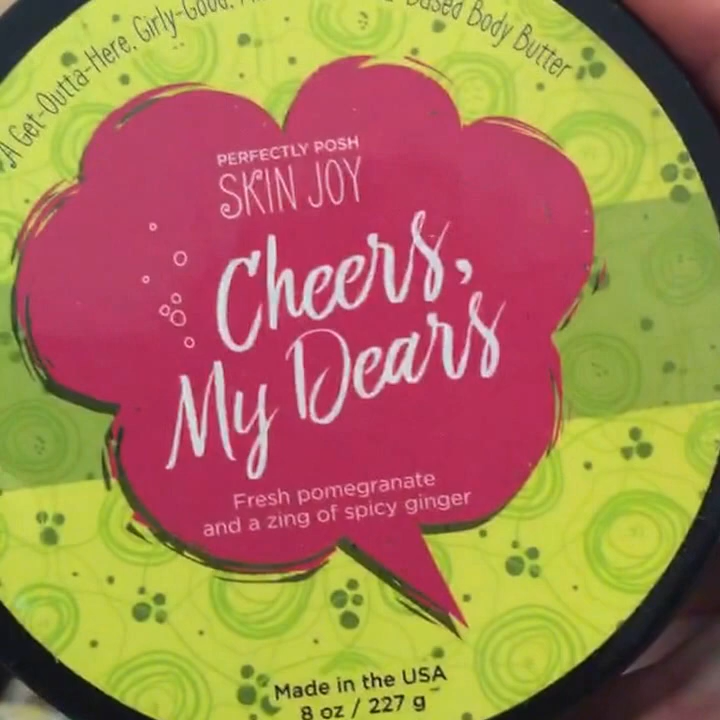 A Get-Outta-Here, Girly-Good, Based Body Butter
PERFECTLY POSH
SKIN JOY
Cheers,
My Dears
Fresh pomegranate
and a zing of spicy ginger
Made in the USA
8 oz / 227 g